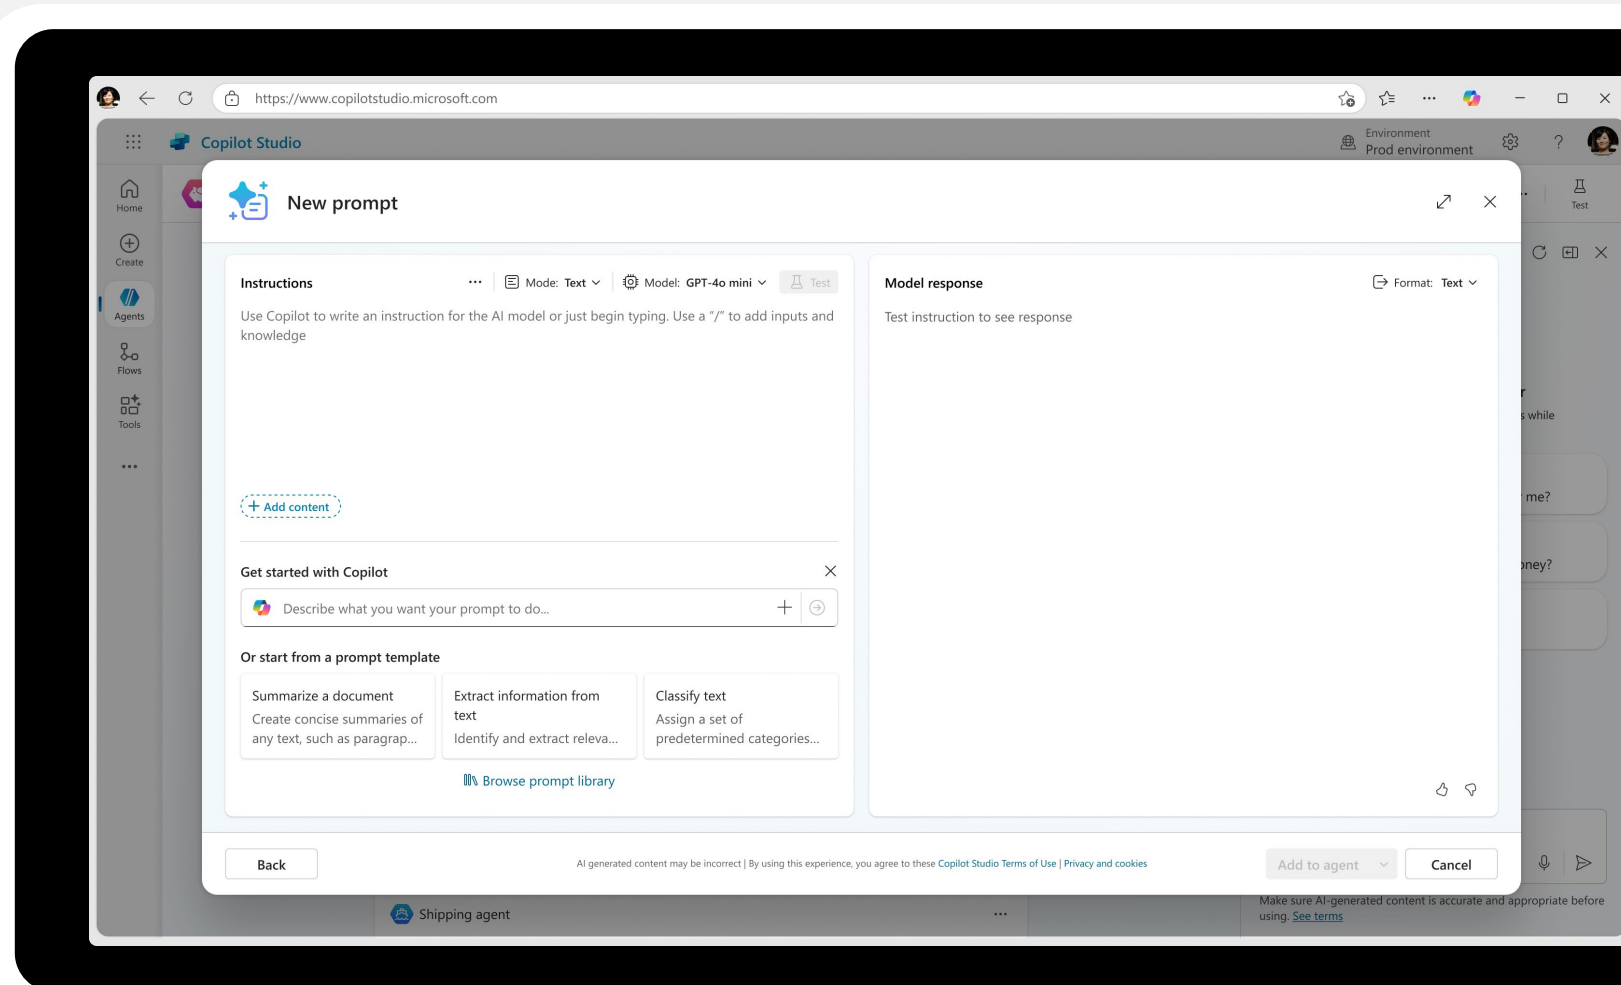 https://www.copilotstudio.microsoft.com
Copilot Studio
Environment
Prod environment
?
Home
Create
Agents
Flows
Tools
Test
New prompt
Instructions
Mode: Text
Model: GPT-4o mini
Test
Use Copilot to write an instruction for the AI model or just begin typing. Use a “/” to add inputs and
knowledge
+ Add content
Get started with Copilot
Describe what you want your prompt to do...
Or start from a prompt template
Summarize a document
Create concise summaries of
any text, such as paragrap...
Extract information from
text
Identify and extract releva...
Classify text
Assign a set of
predetermined categories...
Browse prompt library
Model response
Format: Text
Test instruction to see response
while
me?
Back
AI generated content may be incorrect | By using this experience, you agree to these Copilot Studio Terms of Use | Privacy and cookies
Add to agent
Cancel
Shipping agent
Make sure AI-generated content is accurate and appropriate before
using. See terms